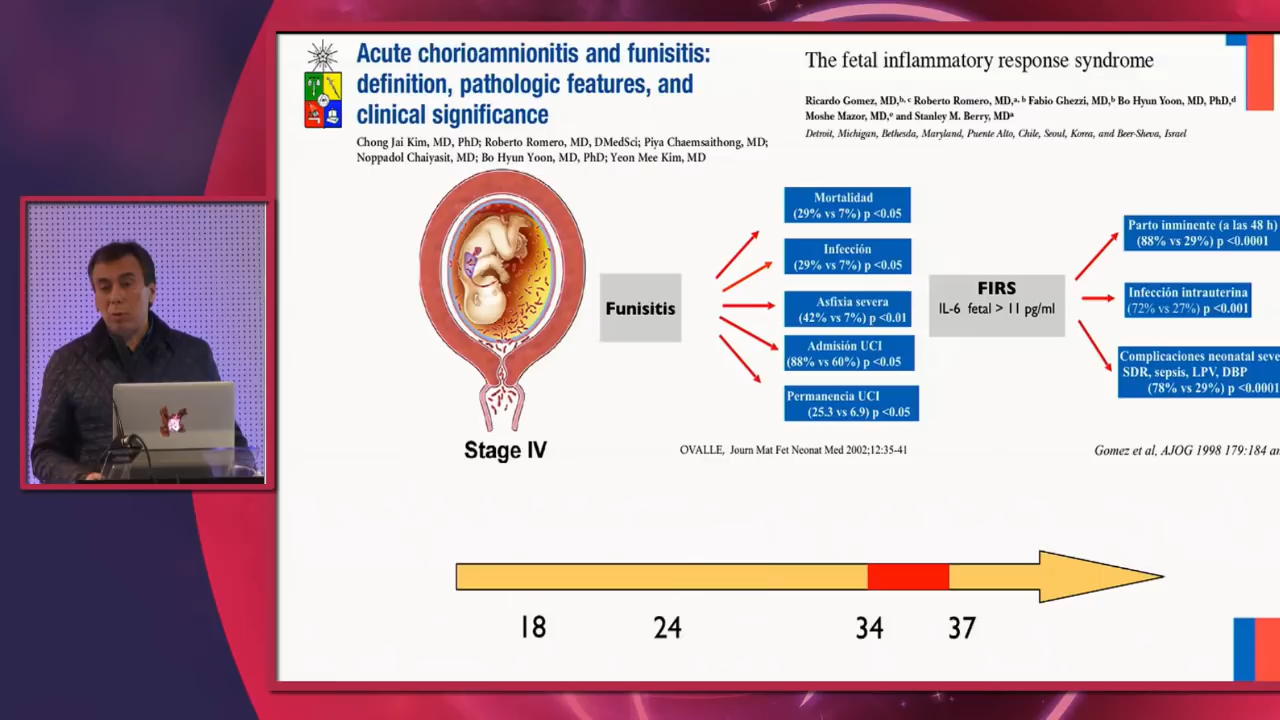 Acute chorioamnionitis and funisitis:
definition, pathologic features, and
clinical significance
Chong Jai Kim, MD, PhD; Roberto Romero, MD, DMedSci; Piya Chaemsaithong, MD;
Noppadol Chaiyasit, MD; Bo Hyun Yoon, MD, PhD; Yeon Mee Kim, MD
The fetal inflammatory response syndrome
Ricardo Gomez, MD,b, c Roberto Romero, MD,a, b Fabio Ghezzi, MD,b Bo Hyun Yoon, MD, PhD,d
Moshe Mazor, MD,e and Stanley M. Berry, MDa
Detroit, Michigan, Bethesda, Maryland, Puente Alto, Chile, Seoul, Korea, and Beer-Sheva, Israel
Stage IV
Funisitis
Mortalidad
(29% vs 7%) p <0.05
Infección
(29% vs 7%) p <0.05
Asfixia severa
(42% vs 7%) p <0.01
Admisión UCI
(88% vs 60%) p <0.05
Permanencia UCI
(25.3 vs 6.9) p <0.05
OVALLE, Journ Mat Fet Neonat Med 2002;12:35-41
FIRS
IL-6 fetal > 11 pg/ml
Parto inminente (a las 48 h)
(88% vs 29%) p <0.0001
Infección intrauterina
(72% vs 27%) p <0.001
Complicaciones neonatal seve
SDR, sepsis, LPV, DBP
(78% vs 29%) p <0.0001
Gomez et al, AJOG 1998 179:184 an
18 24 34 37